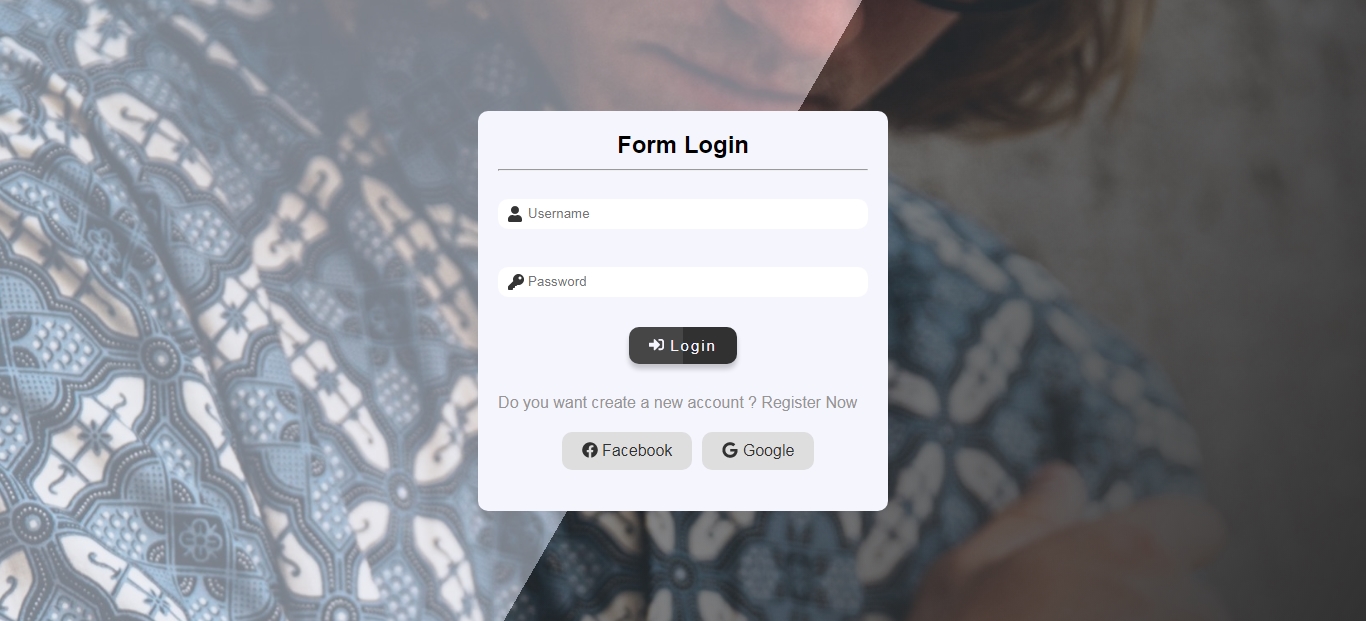 Form Login
Username
Password
Login
Do you want create a new account ? Register Now
Facebook
Google